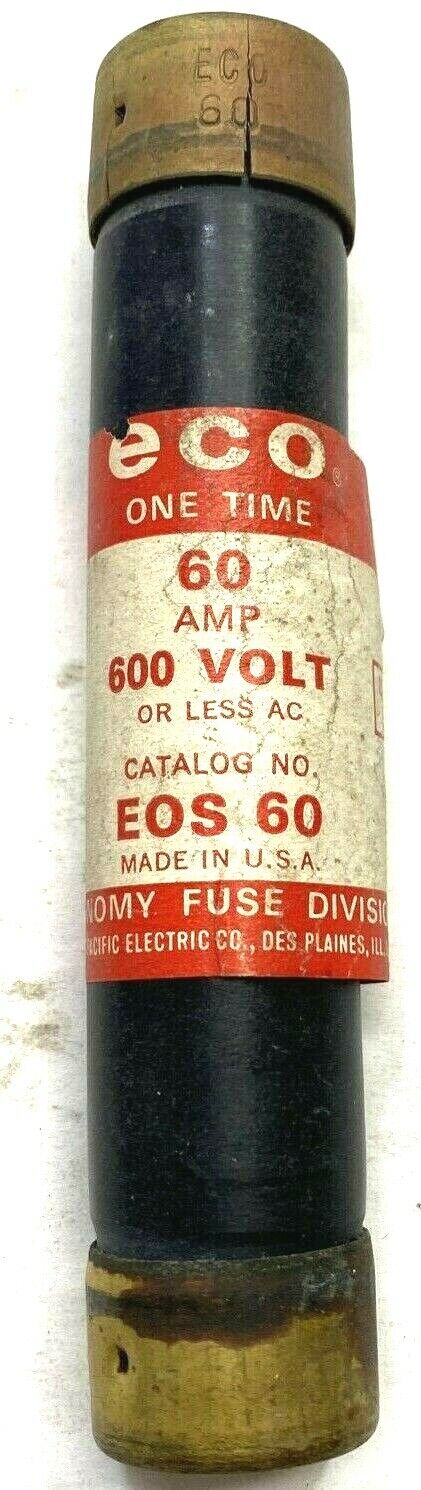 ECO
60
eco®
ONE TIME
60
AMP
600 VOLT
OR LESS AC
CATALOG NO.
EOS 60
MADE IN U.S.A.
NOMY FUSE DIVISIO
ACIFIC ELECTRIC CO., DES PLAINES, ILL.